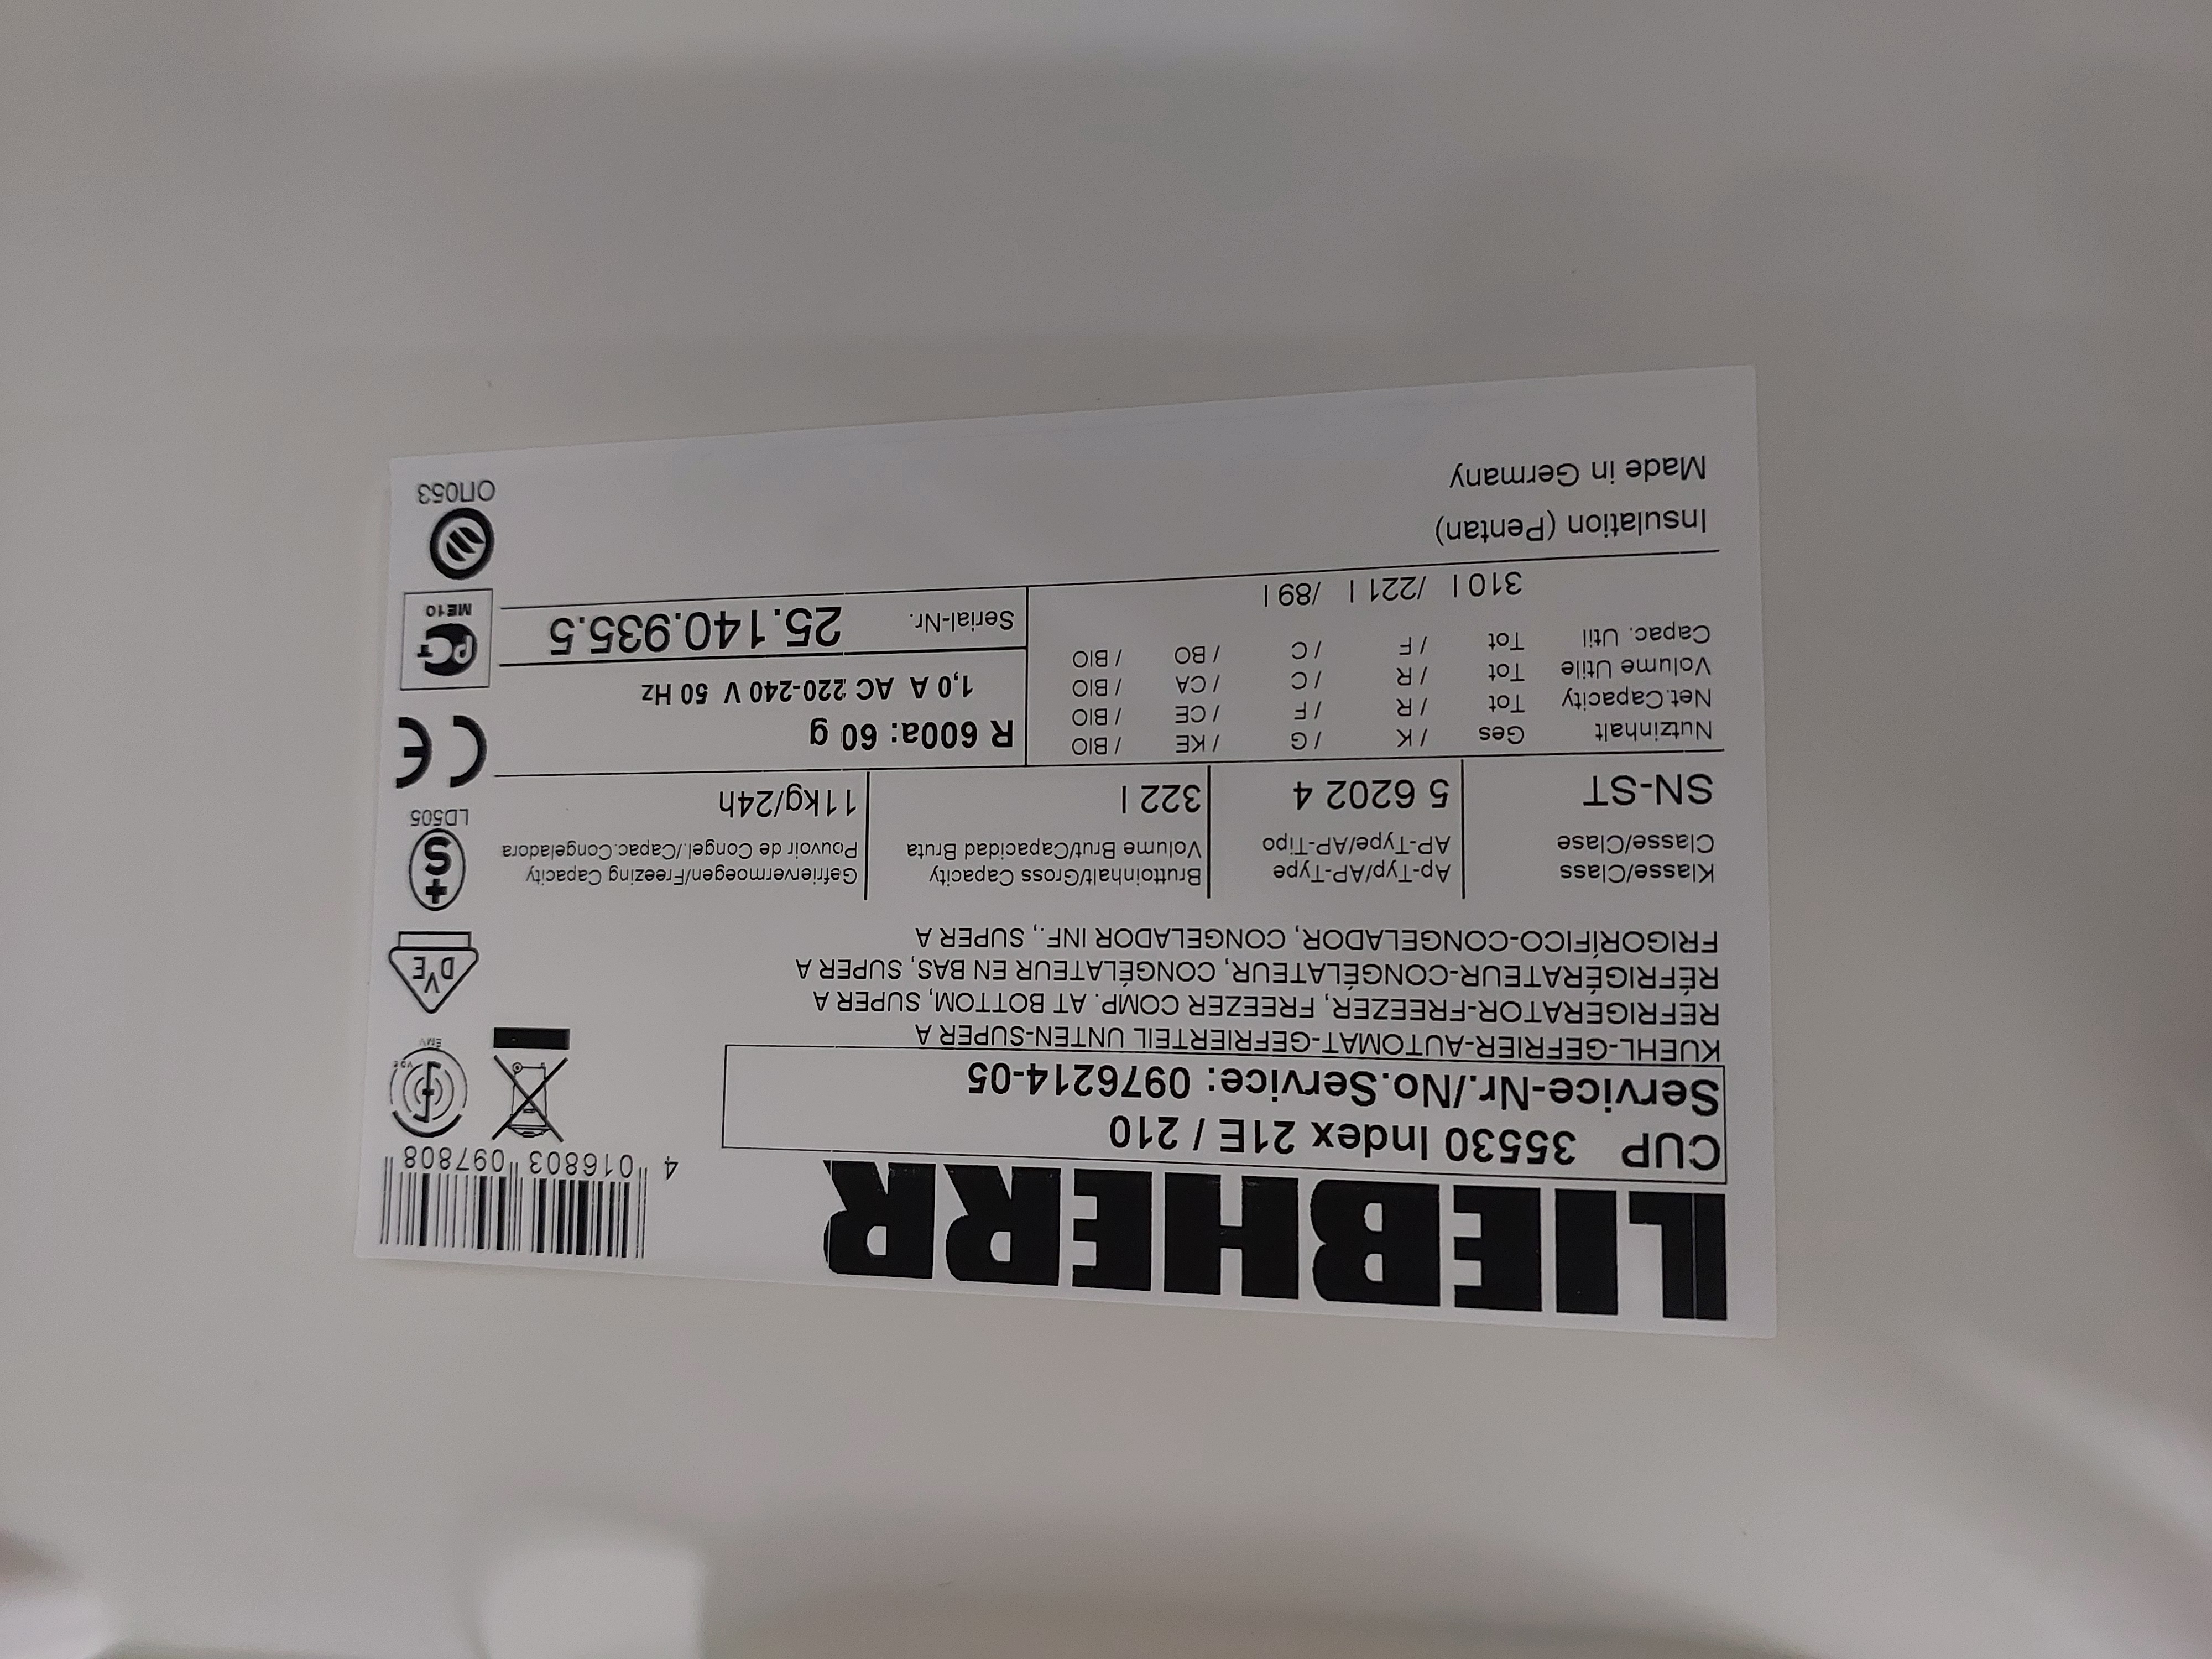 LIEBHERR
4 016803 097808
CUP 35530 Index 21E / 210
Service-Nr./No.Service: 0976214-05
KUEHL-GEFRIER-AUTOMAT-GEFRIERTEIL UNTEN-SUPER A
REFRIGERATOR-FREEZER, FREEZER COMP. AT BOTTOM, SUPER A
RÉFRIGÉRATEUR-CONGÉLATEUR, CONGÉLATEUR EN BAS, SUPER A
FRIGORÍFICO-CONGELADOR, CONGELADOR INF., SUPER A
EMV
VDE
DVE
Klasse/Class Ap-Typ/AP-Type Bruttoinhalt/Gross Capacity Gefriervermoegen/Freezing Capacity
Classe/Clase AP-Type/AP-Tipo Volume Brut/Capacidad Bruta Pouvoir de Congel./Capac.Congeladora
SN-ST 5 6202 4 322 l 11kg/24h
+S
LD505
CE
Nutzinhalt Ges / K / G / KE / BIO
Net.Capacity Tot / R / F / CE / BIO
Volume Utile Tot / R / C / CA / BIO
Capac. Util Tot / F / C / BO / BIO
310 l /221 l /89 l
R 600a: 60 g
1,0 A AC 220-240 V 50 Hz
Serial-Nr. 25.140.935.5
PCT
ME10
ОП053
Insulation (Pentan)
Made in Germany